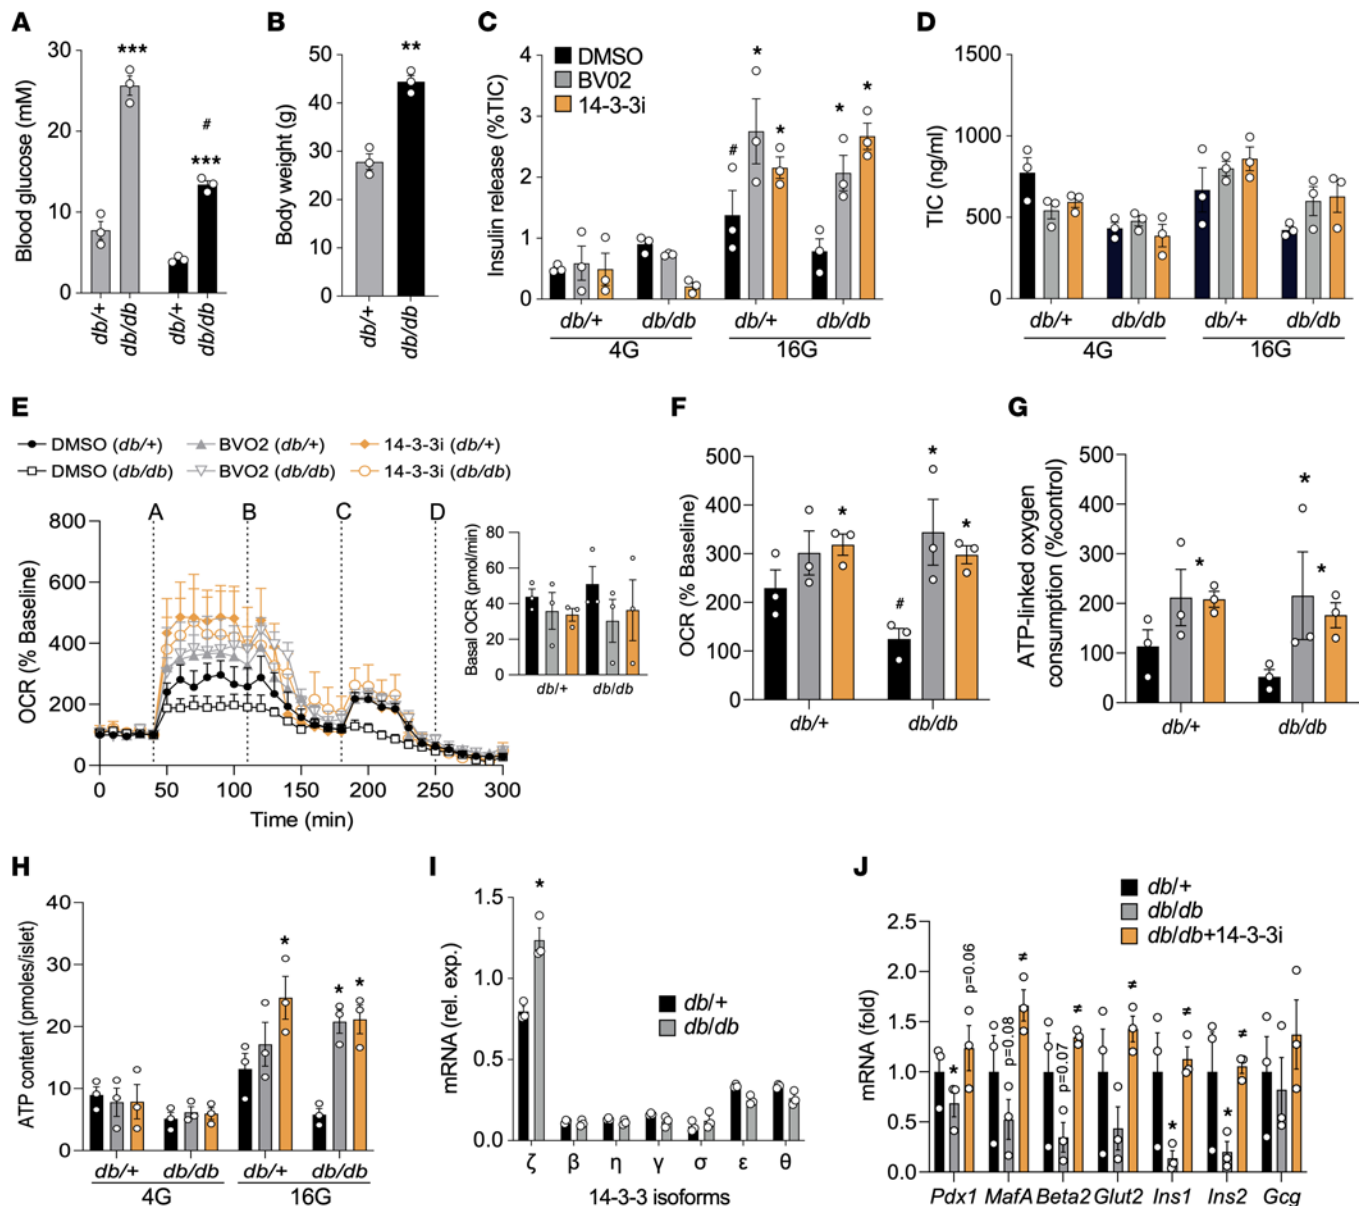 A
Blood glucose (mM)
30
20
10
0
***
#
***
db/+
db/db
db/+
db/db
B
Body weight (g)
50
40
30
20
10
0
**
db/+
db/db
C
Insulin release (%TIC)
4
3
2
1
0
DMSO
BV02
14-3-3i
#
*
*
*
*
db/+
db/db
db/+
db/db
4G
16G
D
TIC (ng/ml)
1500
1000
500
0
db/+
db/db
db/+
db/db
4G
16G
E
DMSO (db/+)
BVO2 (db/+)
14-3-3i (db/+)
DMSO (db/db)
BVO2 (db/db)
14-3-3i (db/db)
OCR (% Baseline)
800
600
400
200
0
A
B
C
D
0
50
100
150
200
250
300
Time (min)
Basal OCR (pmol/min)
80
60
40
20
0
db/+
db/db
F
OCR (% Baseline)
500
400
300
200
100
0
*
#
*
*
db/+
db/db
G
ATP-linked oxygen
consumption (%control)
500
400
300
200
100
0
*
*
*
db/+
db/db
H
ATP content (pmoles/islet)
40
30
20
10
0
*
*
*
db/+
db/db
db/+
db/db
4G
16G
I
mRNA (rel. exp.)
1.5
1.0
0.5
0.0
*
db/+
db/db
ζ
β
η
γ
σ
ε
θ
14-3-3 isoforms
J
db/+
db/db
db/db+14-3-3i
mRNA (fold)
2.5
2.0
1.5
1.0
0.5
0.0
*
p=0.06
p=0.08
≠
p=0.07
≠
≠
*
≠
*
≠
Pdx1
MafA
Beta2
Glut2
Ins1
Ins2
Gcg